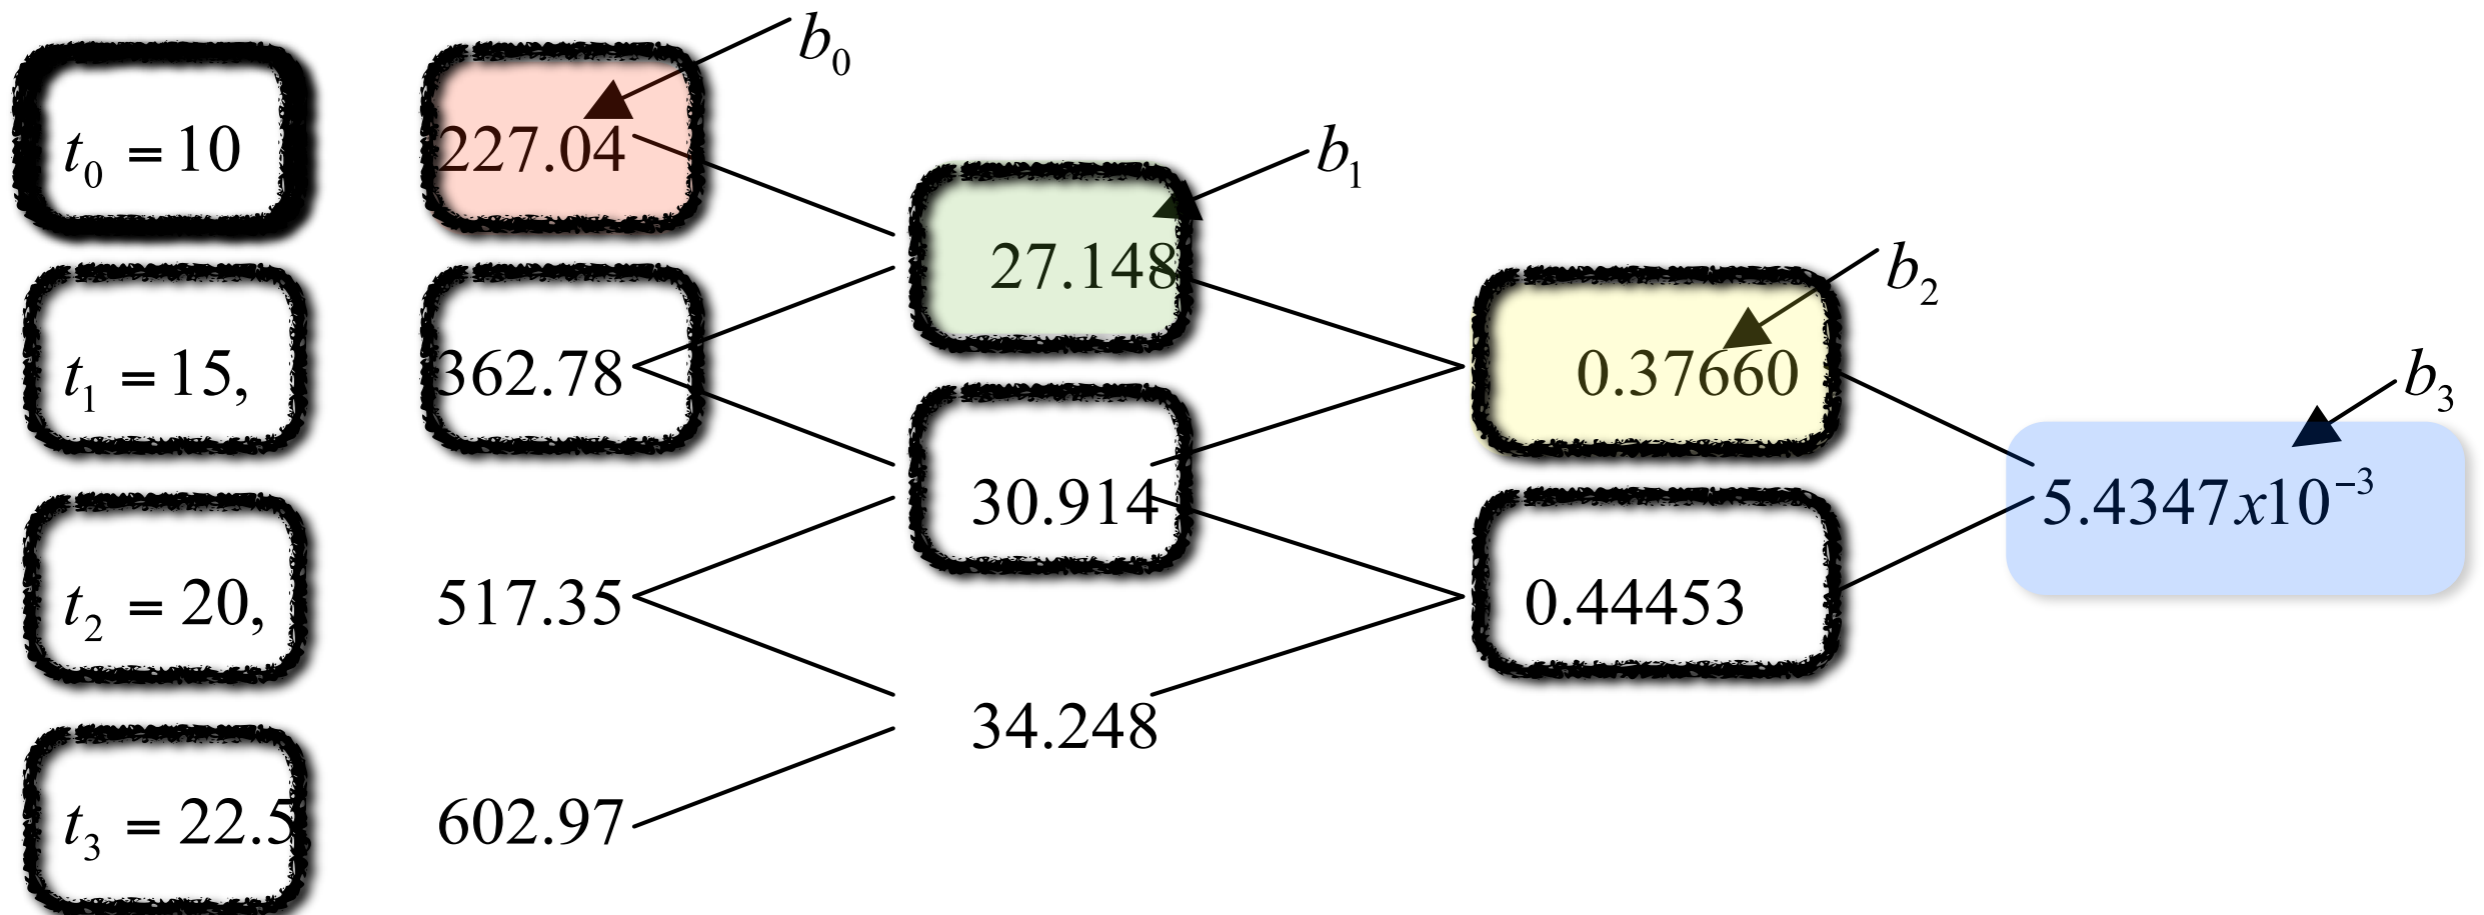 b₀
t₀ = 10 227.04
b₁
27.148
b₂
t₁ = 15, 362.78 0.37660
b₃
30.914 5.4347x10⁻³
t₂ = 20, 517.35 0.44453
34.248
t₃ = 22.5 602.97